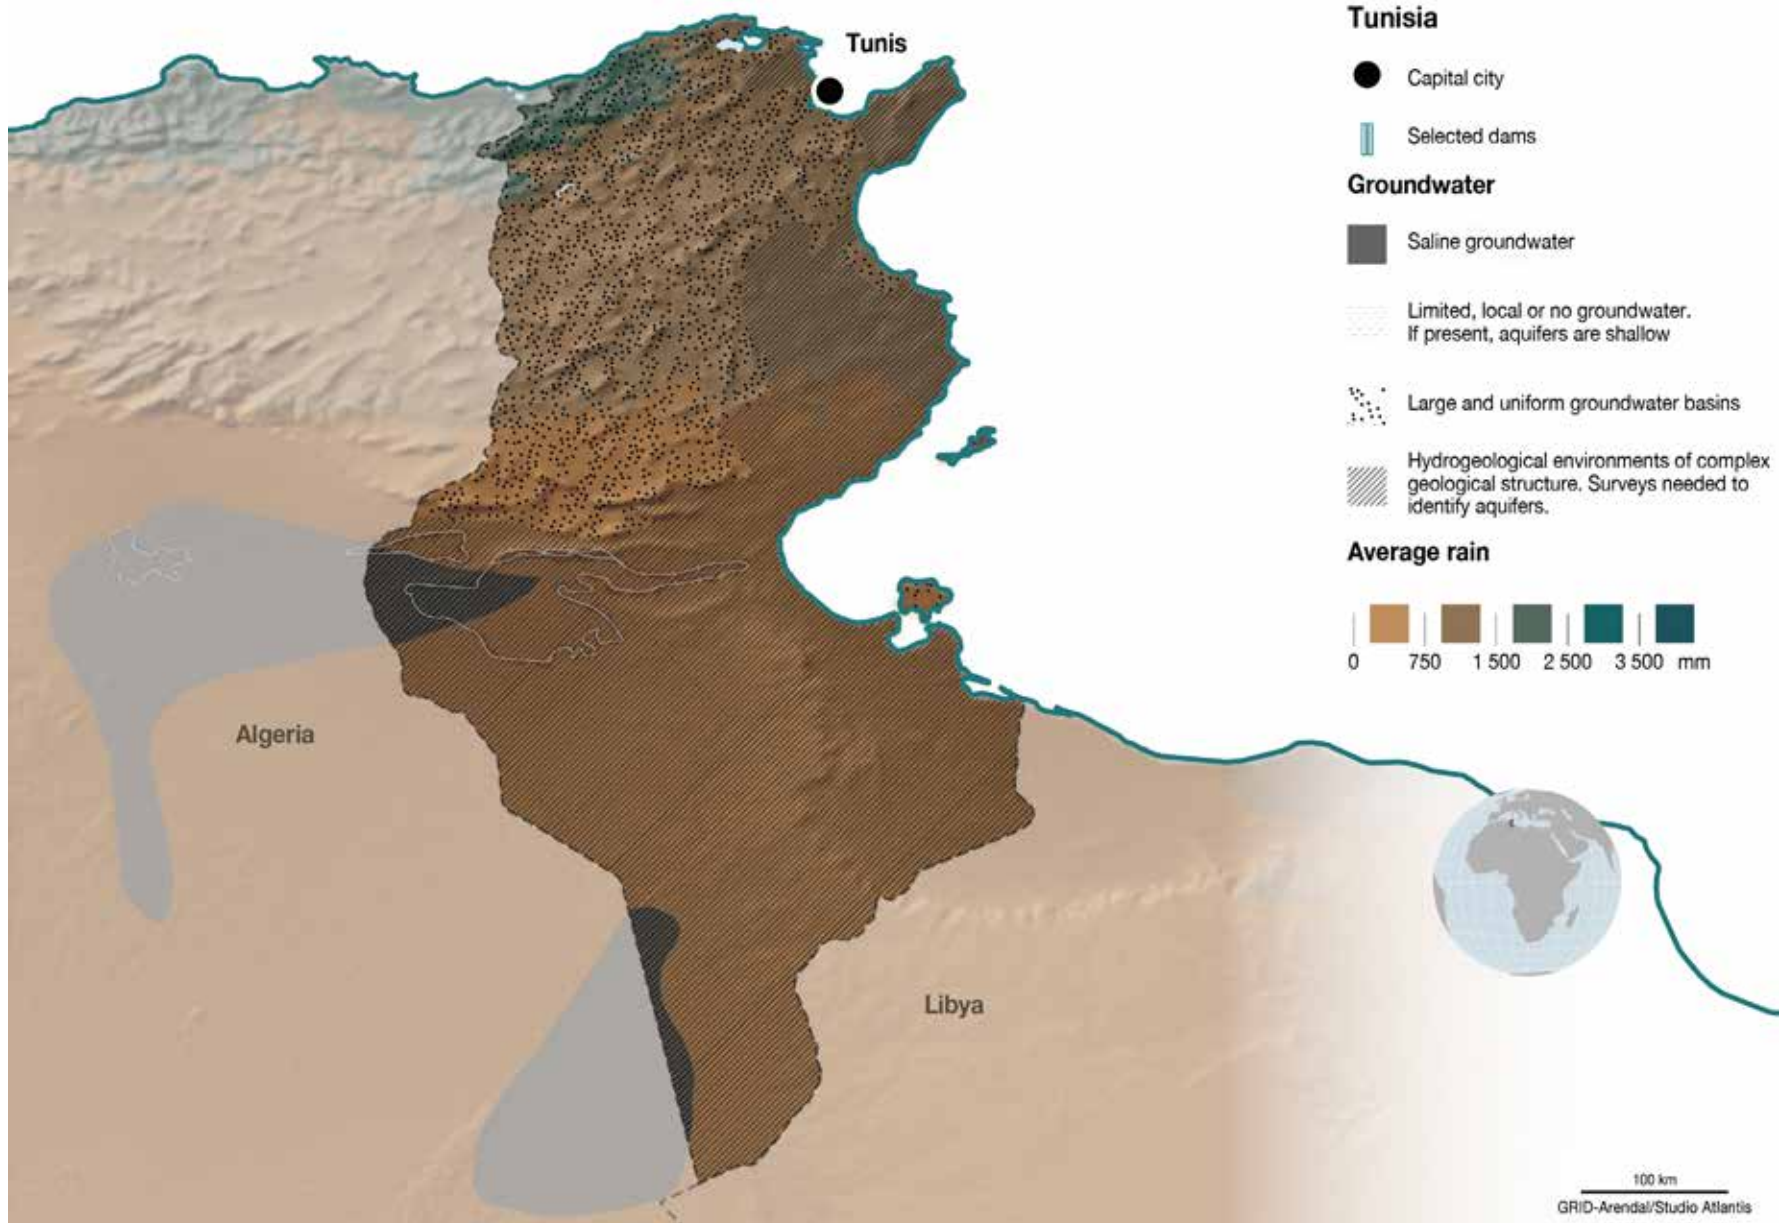 Tunis
Algeria
Libya
Tunisia
Capital city
Selected dams
Groundwater
Saline groundwater
Limited, local or no groundwater.
If present, aquifers are shallow
Large and uniform groundwater basins
Hydrogeological environments of complex
geological structure. Surveys needed to
identify aquifers.
Average rain
0 750 1 500 2 500 3 500 mm
100 km
GRID-Arendal/Studio Atlantis